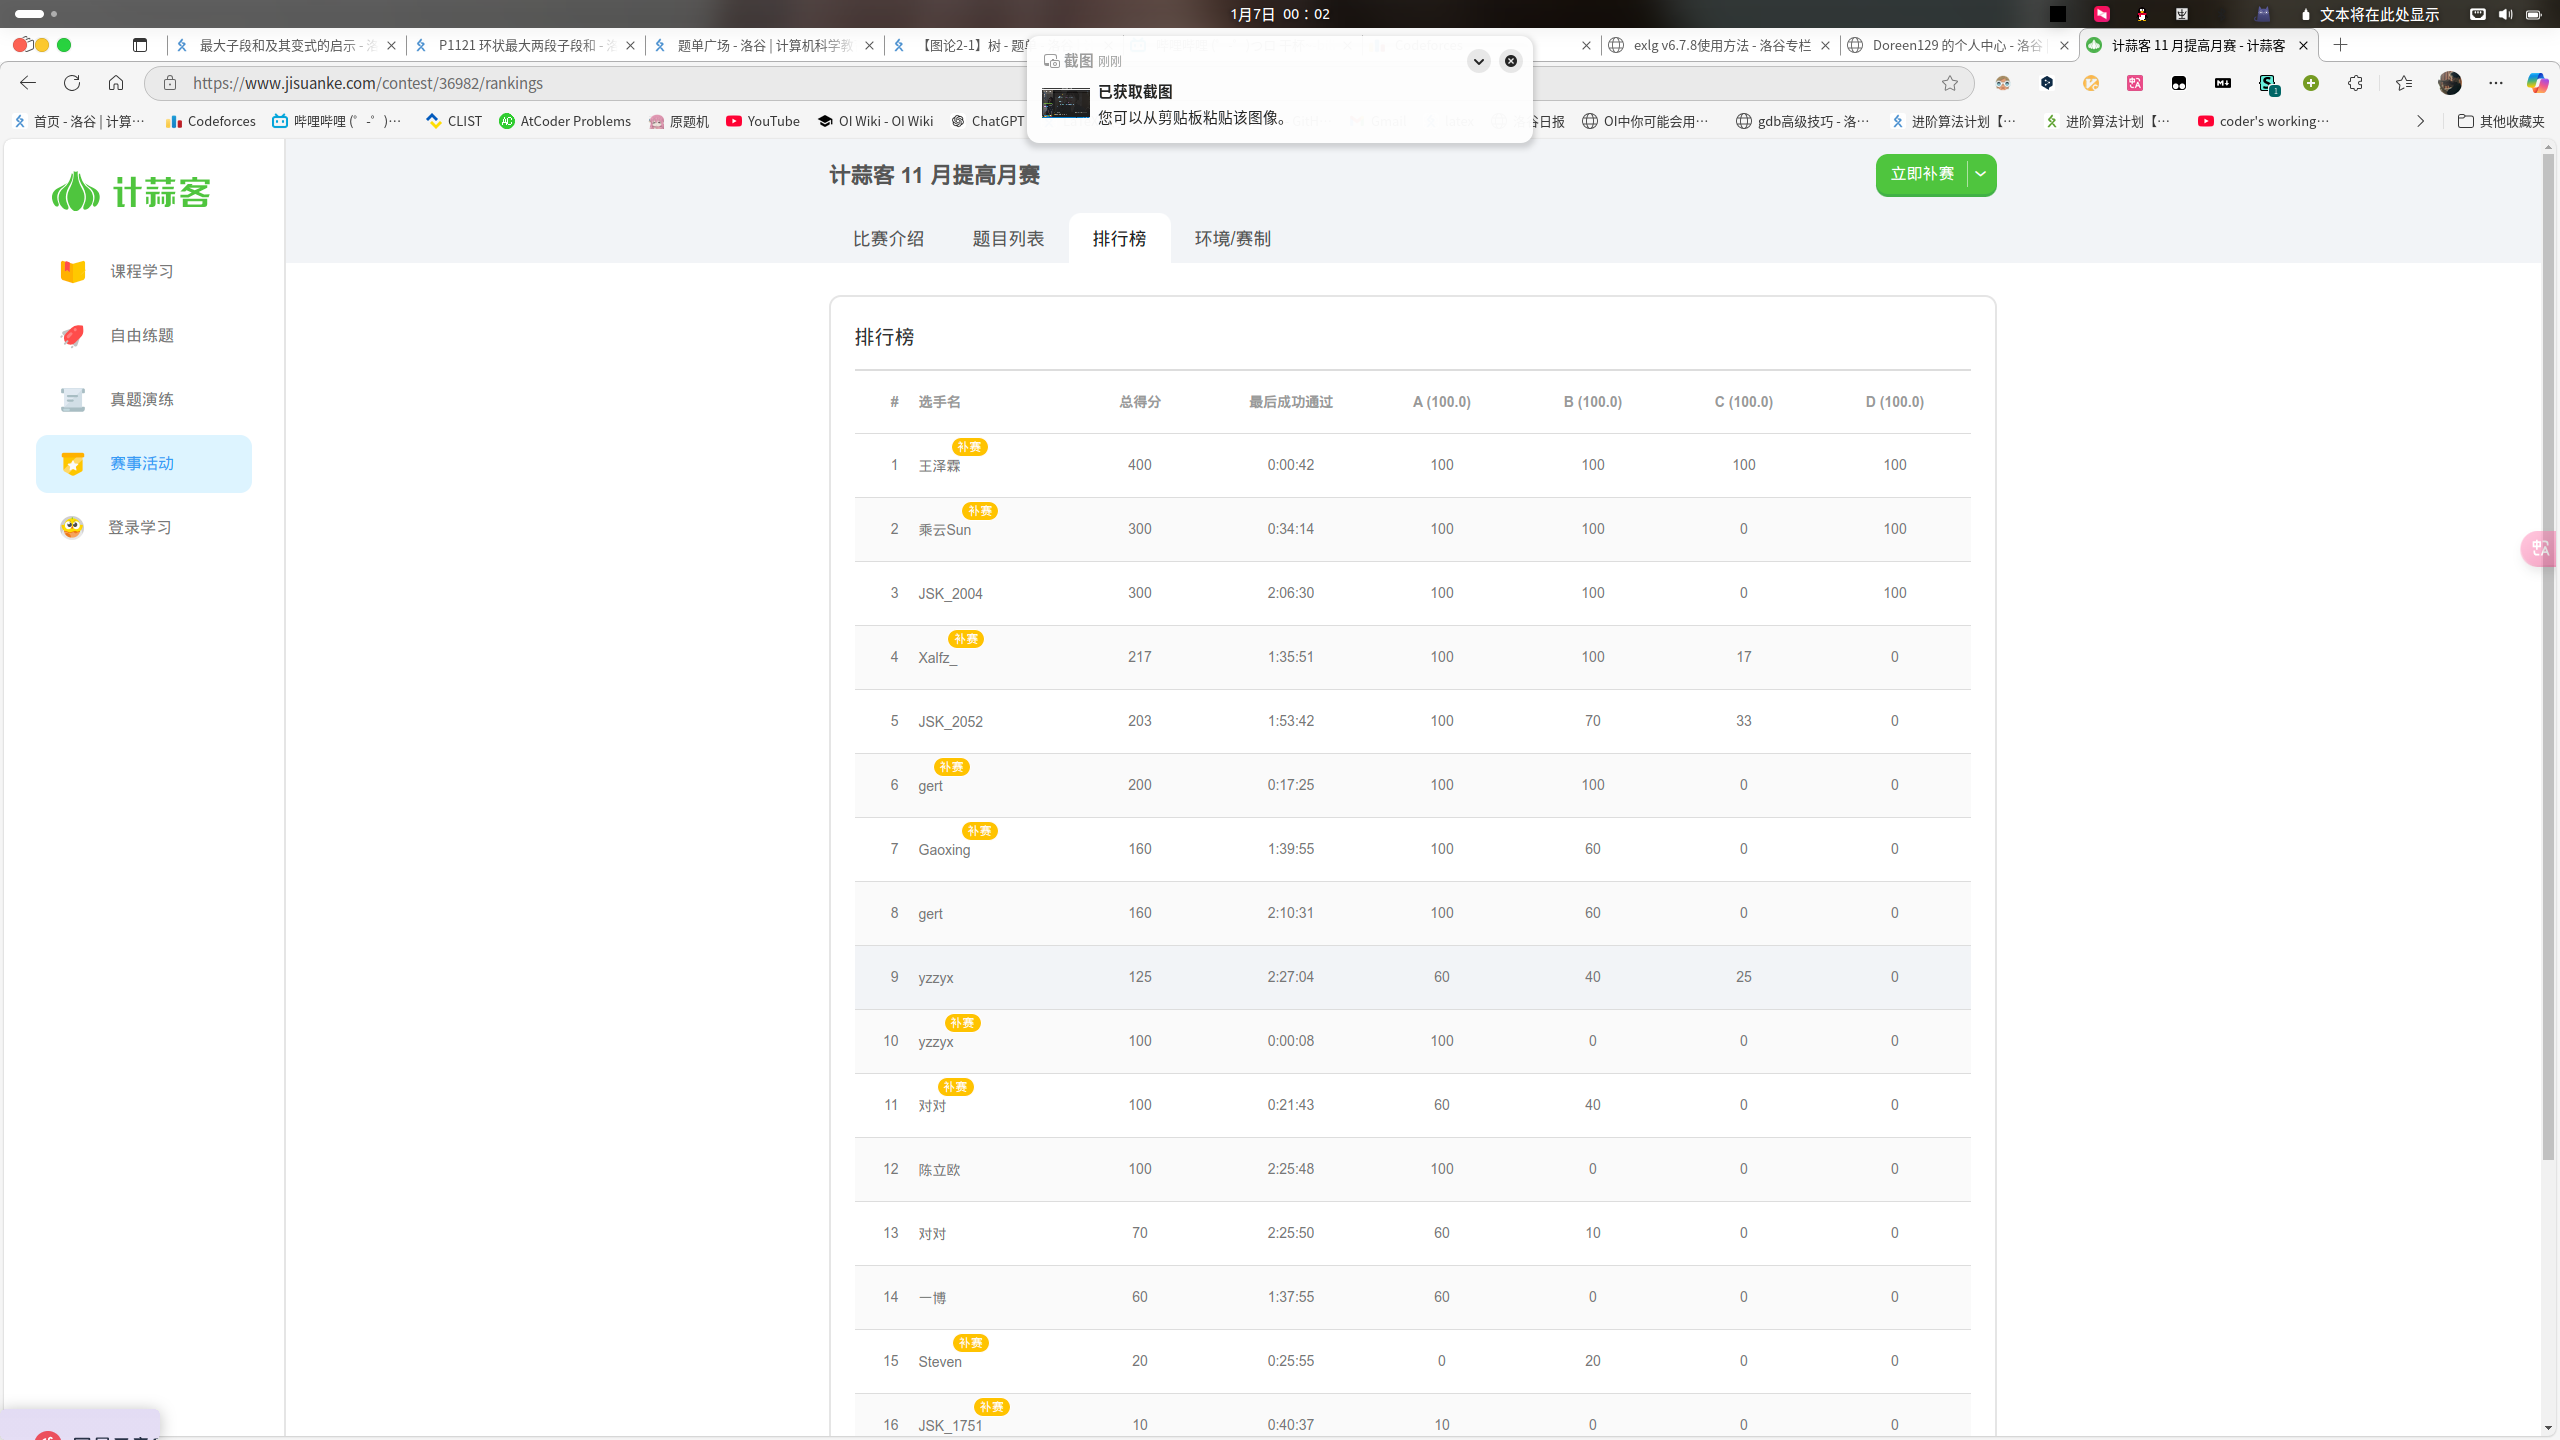 1月7日 00：02
文本将在此处显示
最大子段和及其变式的启示 - 洛
P1121 环状最大两段子段和 - 洛
题单广场 - 洛谷 | 计算机科学教
【图论2-1】树 - 题单
exlg v6.7.8使用方法 - 洛谷专栏
Doreen129 的个人中心 - 洛谷
计蒜客 11 月提高月赛 - 计蒜客
https://www.jisuanke.com/contest/36982/rankings
截图 刚刚
已获取截图
您可以从剪贴板粘贴该图像。
首页 - 洛谷 | 计算…
Codeforces
哔哩哔哩 (゜-゜)…
CLIST
AtCoder Problems
原题机
YouTube
OI Wiki - OI Wiki
ChatGPT
谷日报
OI中你可能会用…
gdb高级技巧 - 洛…
进阶算法计划【…
进阶算法计划【…
coder's working…
其他收藏夹
计蒜客
课程学习
自由练题
真题演练
赛事活动
登录学习
计蒜客 11 月提高月赛
立即补赛
比赛介绍 题目列表 排行榜 环境/赛制
排行榜
# 选手名 总得分 最后成功通过 A (100.0) B (100.0) C (100.0) D (100.0)
1 王泽霖 补赛 400 0:00:42 100 100 100 100
2 乘云Sun 补赛 300 0:34:14 100 100 0 100
3 JSK_2004 300 2:06:30 100 100 0 100
4 Xalfz_ 补赛 217 1:35:51 100 100 17 0
5 JSK_2052 203 1:53:42 100 70 33 0
6 gert 补赛 200 0:17:25 100 100 0 0
7 Gaoxing 补赛 160 1:39:55 100 60 0 0
8 gert 160 2:10:31 100 60 0 0
9 yzzyx 125 2:27:04 60 40 25 0
10 yzzyx 补赛 100 0:00:08 100 0 0 0
11 对对 补赛 100 0:21:43 60 40 0 0
12 陈立欧 100 2:25:48 100 0 0 0
13 对对 70 2:25:50 60 10 0 0
14 一博 60 1:37:55 60 0 0 0
15 Steven 补赛 20 0:25:55 0 20 0 0
16 JSK_1751 补赛 10 0:40:37 10 0 0 0